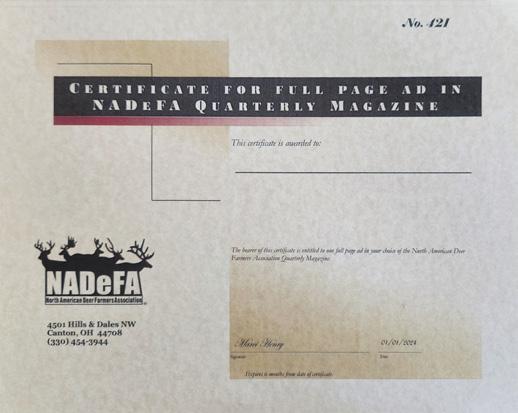 No. 421
CERTIFICATE FOR FULL PAGE AD IN
NADeFA QUARTERLY MAGAZINE
This certificate is awarded to:
The bearer of this certificate is entitled to one full page ad in your choice of the North American Deer
Farmers Association Quarterly Magazine.
NADeFA
North American Deer Farmers Association
4501 Hills & Dales NW
Canton, OH 44708
(330) 454-3944
Henry
01/01/2024
Signature
Date
Expires 12 months from date of certificate